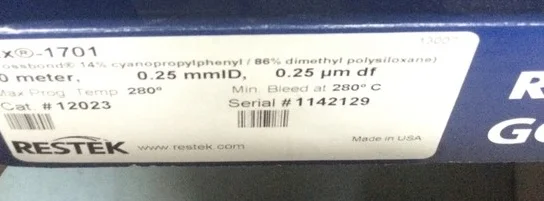 x®-1701
ossbond® 14% cyanopropylphenyl / 86% dimethyl polysiloxane)
0 meter, 0.25 mmID, 0.25 µm df
Max Prog. Temp 280° Min. Bleed at 280° C
Cat. # 12023 Serial # 1142129
RESTEK www.restek.com Made in USA
R
GC